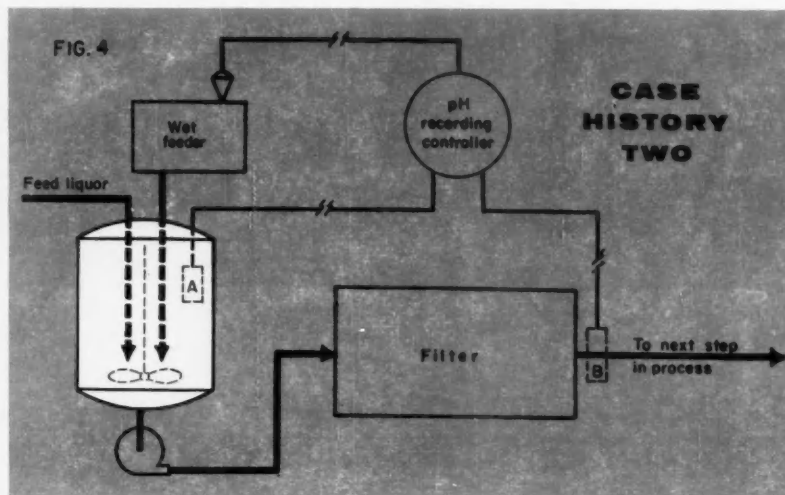 FIG. 4
CASE
HISTORY
TWO
pH
recording
controller
Wet
feeder
Feed liquor
A
Filter
To next step
in process
B